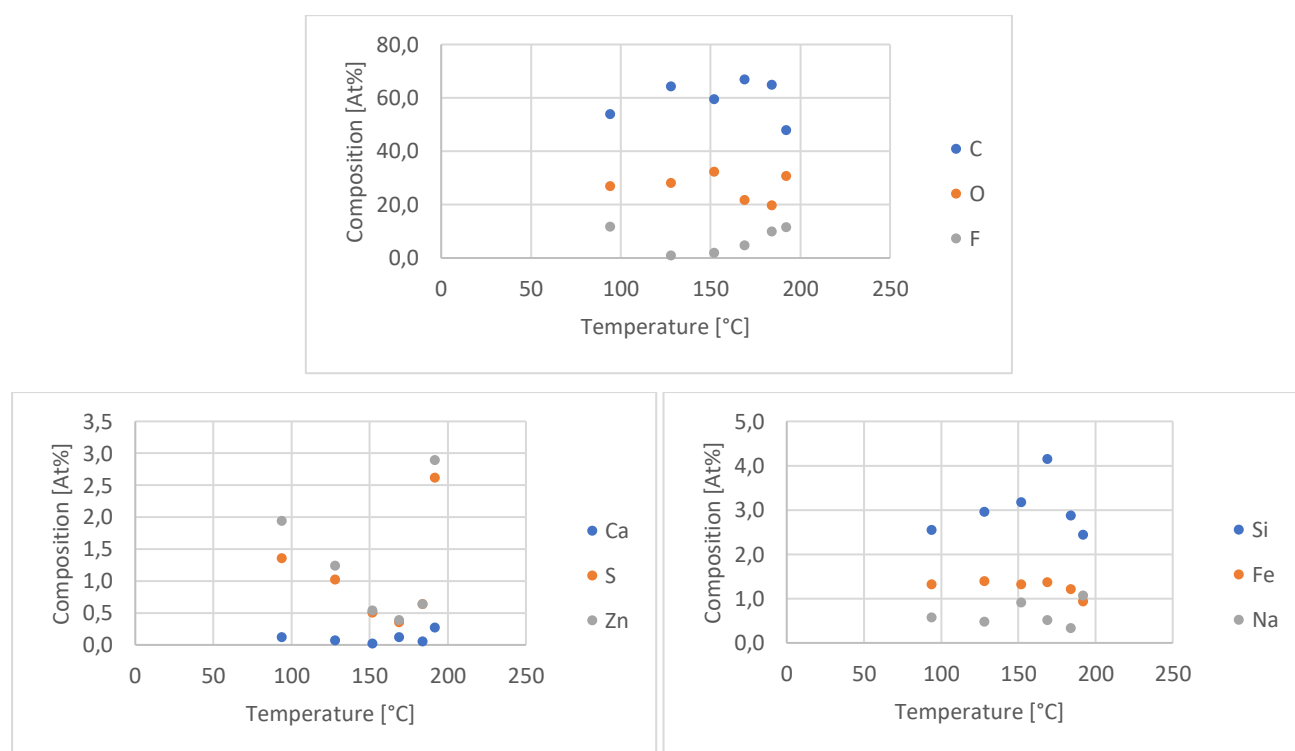 80,0
60,0
40,0
20,0
0,0
0 50 100 150 200 250
Composition [At%]
Temperature [°C]
C
O
F
3,5
3,0
2,5
2,0
1,5
1,0
0,5
0,0
0 50 100 150 200 250
Composition [At%]
Temperature [°C]
Ca
S
Zn
5,0
4,0
3,0
2,0
1,0
0,0
0 50 100 150 200 250
Composition [At%]
Temperature [°C]
Si
Fe
Na